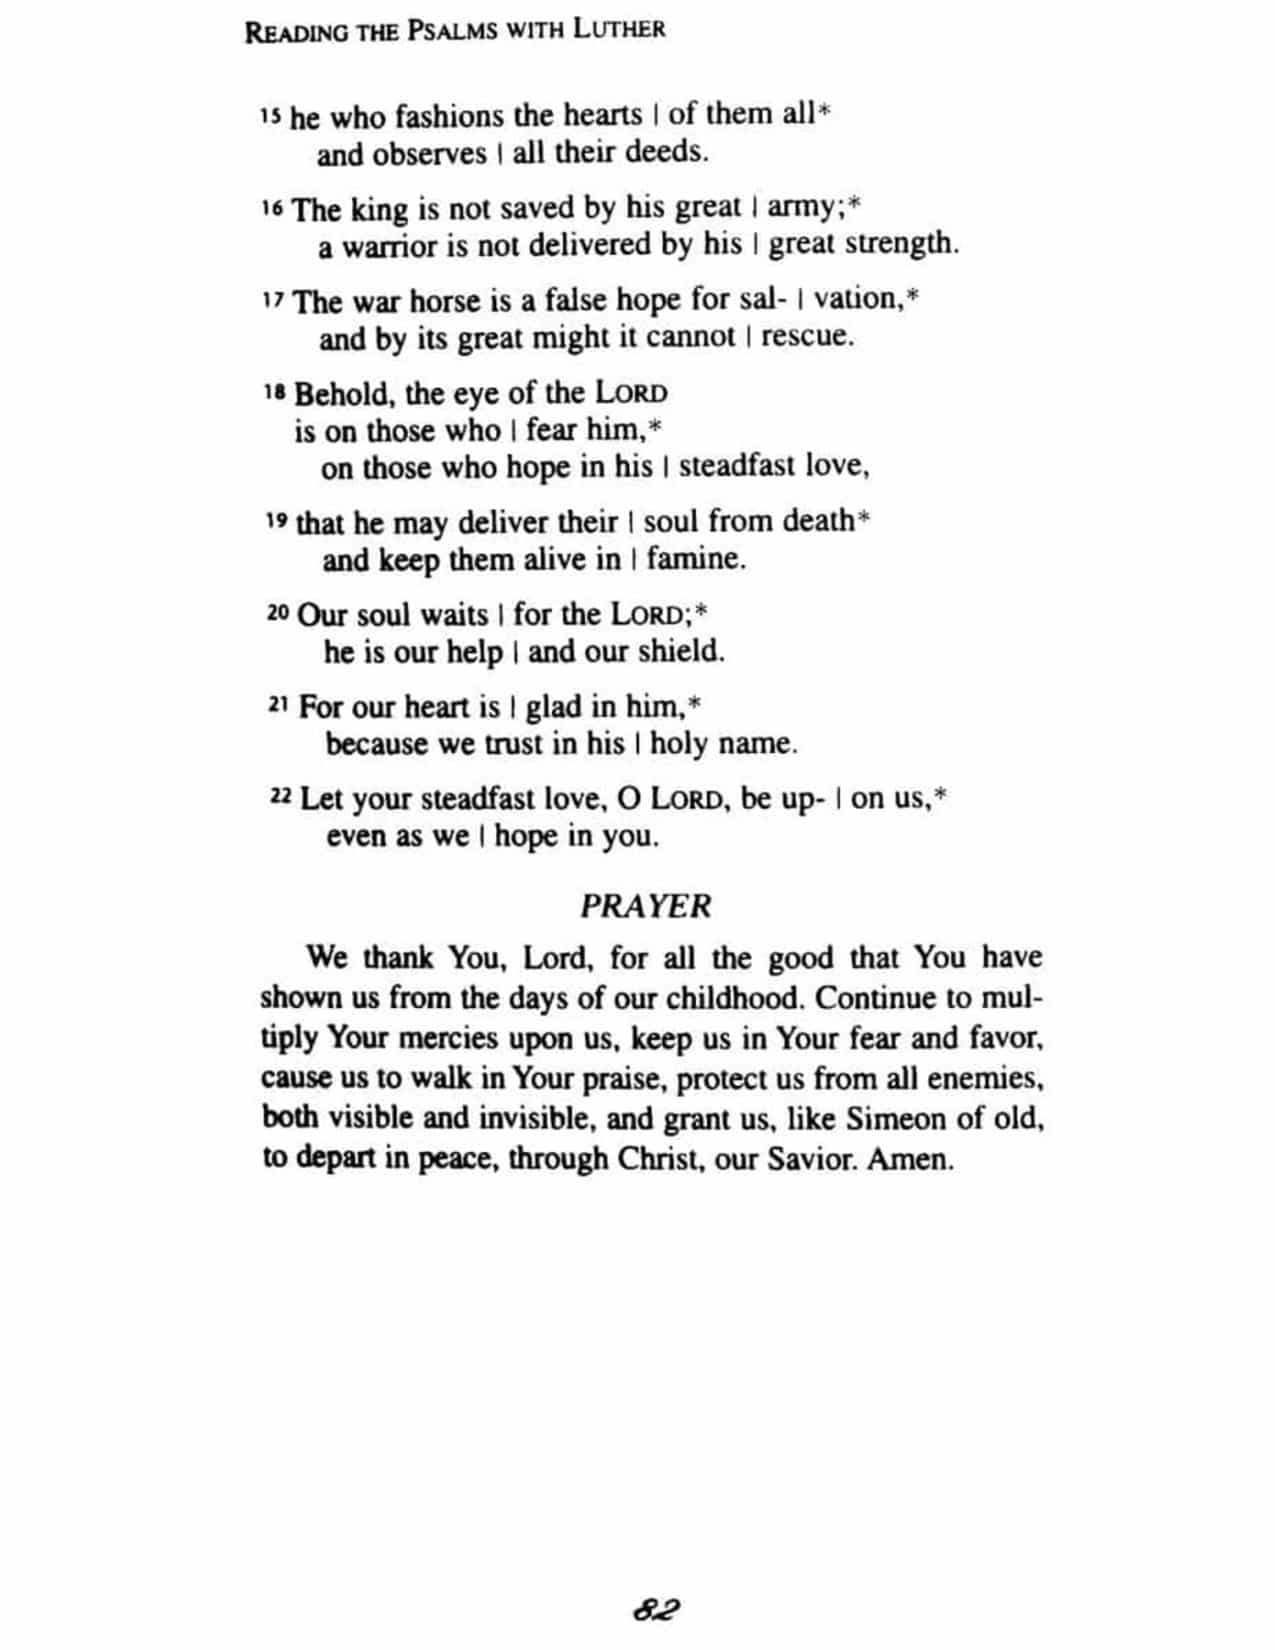 READING THE PSALMS WITH LUTHER
15 he who fashions the hearts | of them all*
and observes | all their deeds.
16 The king is not saved by his great | army;*
a warrior is not delivered by his | great strength.
17 The war horse is a false hope for sal- | vation,*
and by its great might it cannot | rescue.
18 Behold, the eye of the LORD
is on those who | fear him,*
on those who hope in his | steadfast love,
19 that he may deliver their | soul from death*
and keep them alive in | famine.
20 Our soul waits | for the LORD;*
he is our help | and our shield.
21 For our heart is | glad in him,*
because we trust in his | holy name.
22 Let your steadfast love, O LORD, be up- | on us,*
even as we | hope in you.
PRAYER
We thank You, Lord, for all the good that You have
shown us from the days of our childhood. Continue to mul-
tiply Your mercies upon us, keep us in Your fear and favor,
cause us to walk in Your praise, protect us from all enemies,
both visible and invisible, and grant us, like Simeon of old,
to depart in peace, through Christ, our Savior. Amen.
82